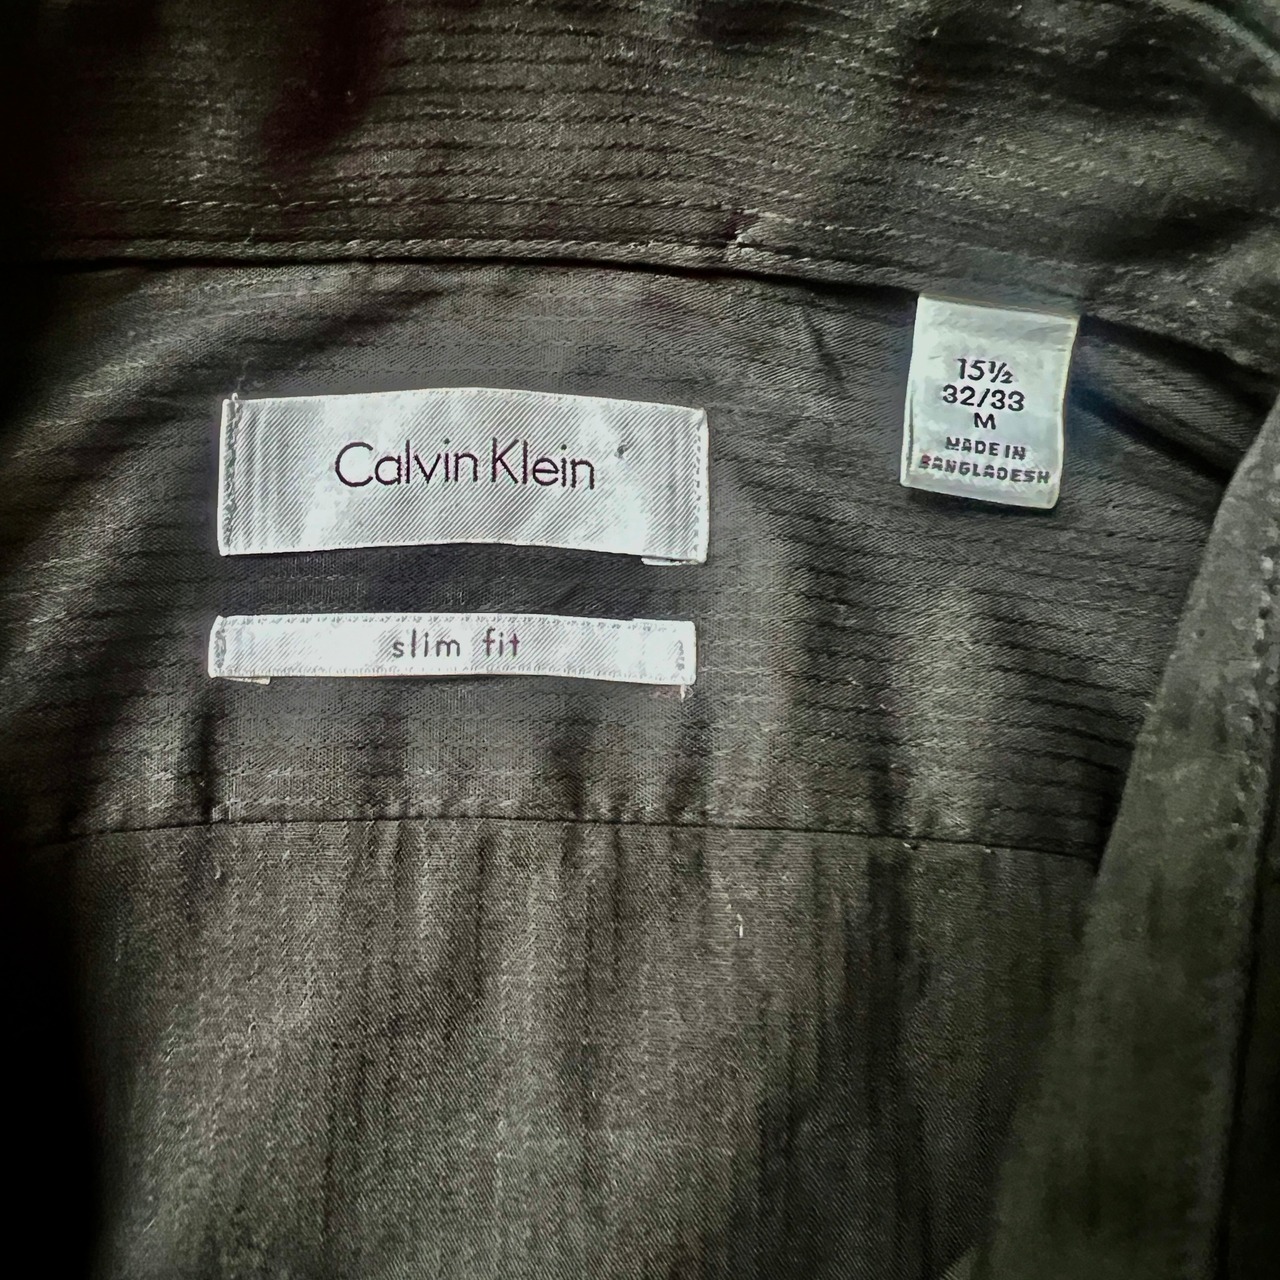 Calvin Klein
slim fit
15½
32/33
M
MADE IN
BANGLADESH